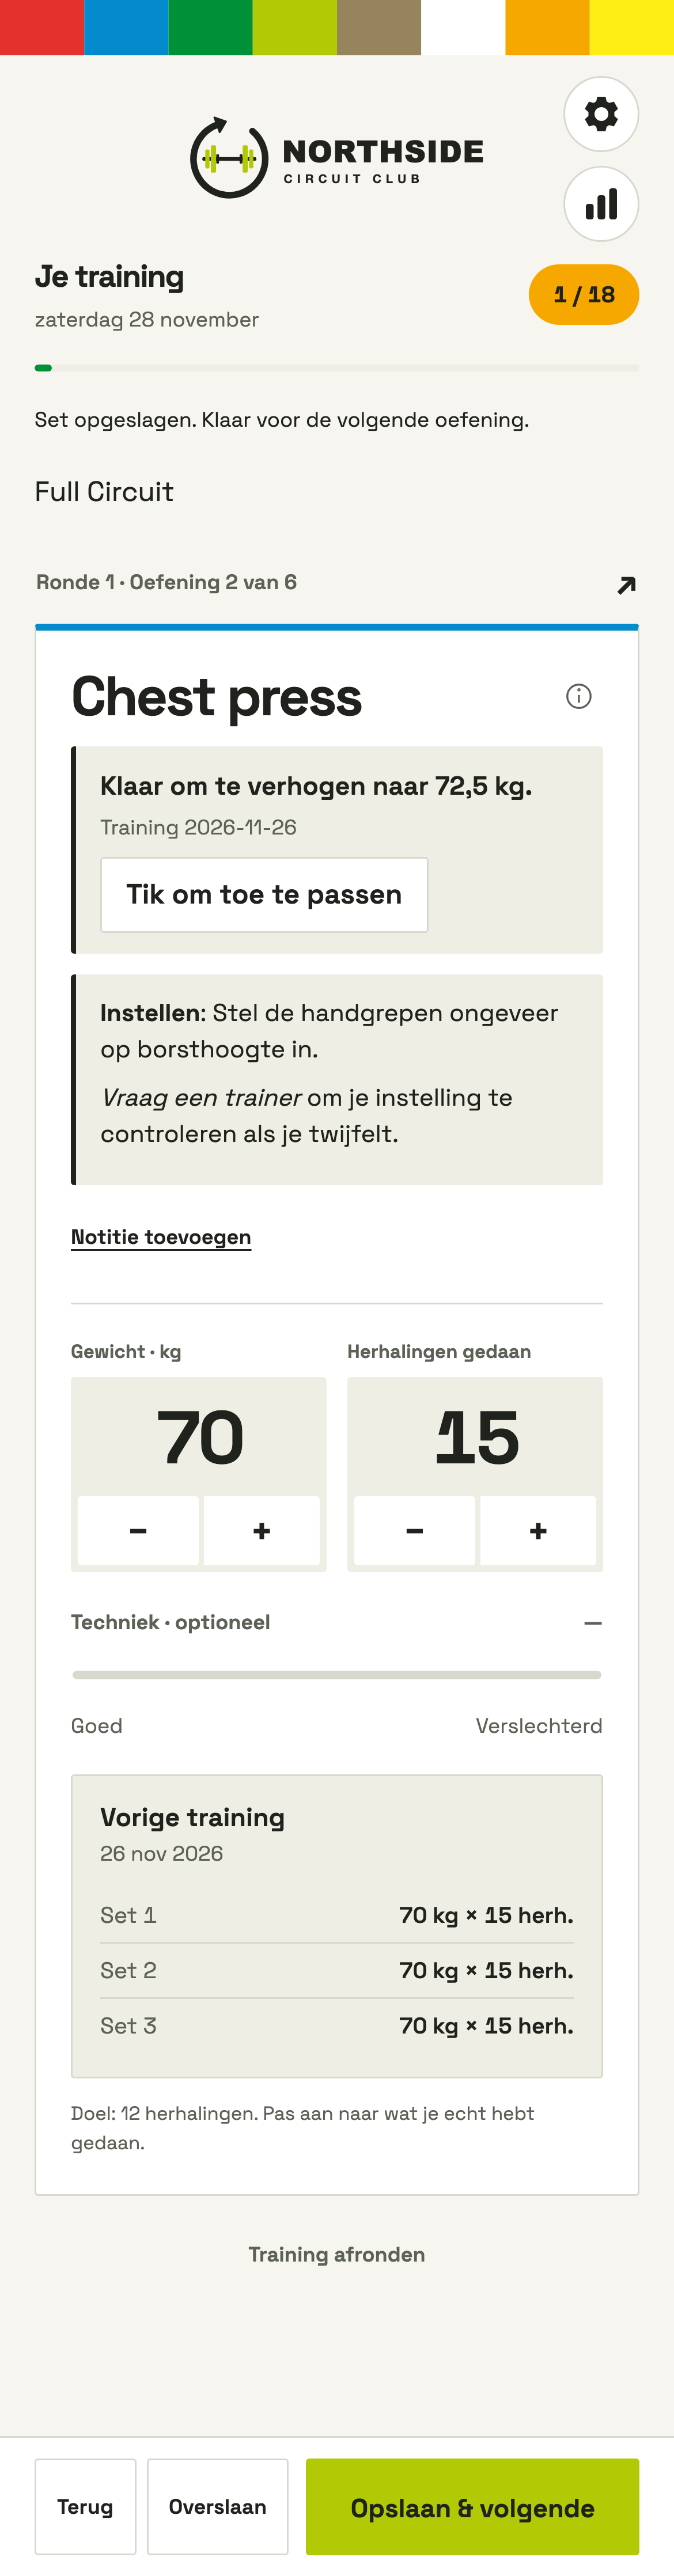 NORTHSIDE
CIRCUIT CLUB
Je training
1 / 18
zaterdag 28 november
Set opgeslagen. Klaar voor de volgende oefening.
Full Circuit
Ronde 1 · Oefening 2 van 6
Chest press
Klaar om te verhogen naar 72,5 kg.
Training 2026-11-26
Tik om toe te passen
Instellen: Stel de handgrepen ongeveer
op borsthoogte in.
Vraag een trainer om je instelling te
controleren als je twijfelt.
Notitie toevoegen
Gewicht · kg
Herhalingen gedaan
70
15
− +
− +
Techniek · optioneel —
Goed Verslechterd
Vorige training
26 nov 2026
Set 1 70 kg × 15 herh.
Set 2 70 kg × 15 herh.
Set 3 70 kg × 15 herh.
Doel: 12 herhalingen. Pas aan naar wat je echt hebt
gedaan.
Training afronden
Terug Overslaan Opslaan & volgende